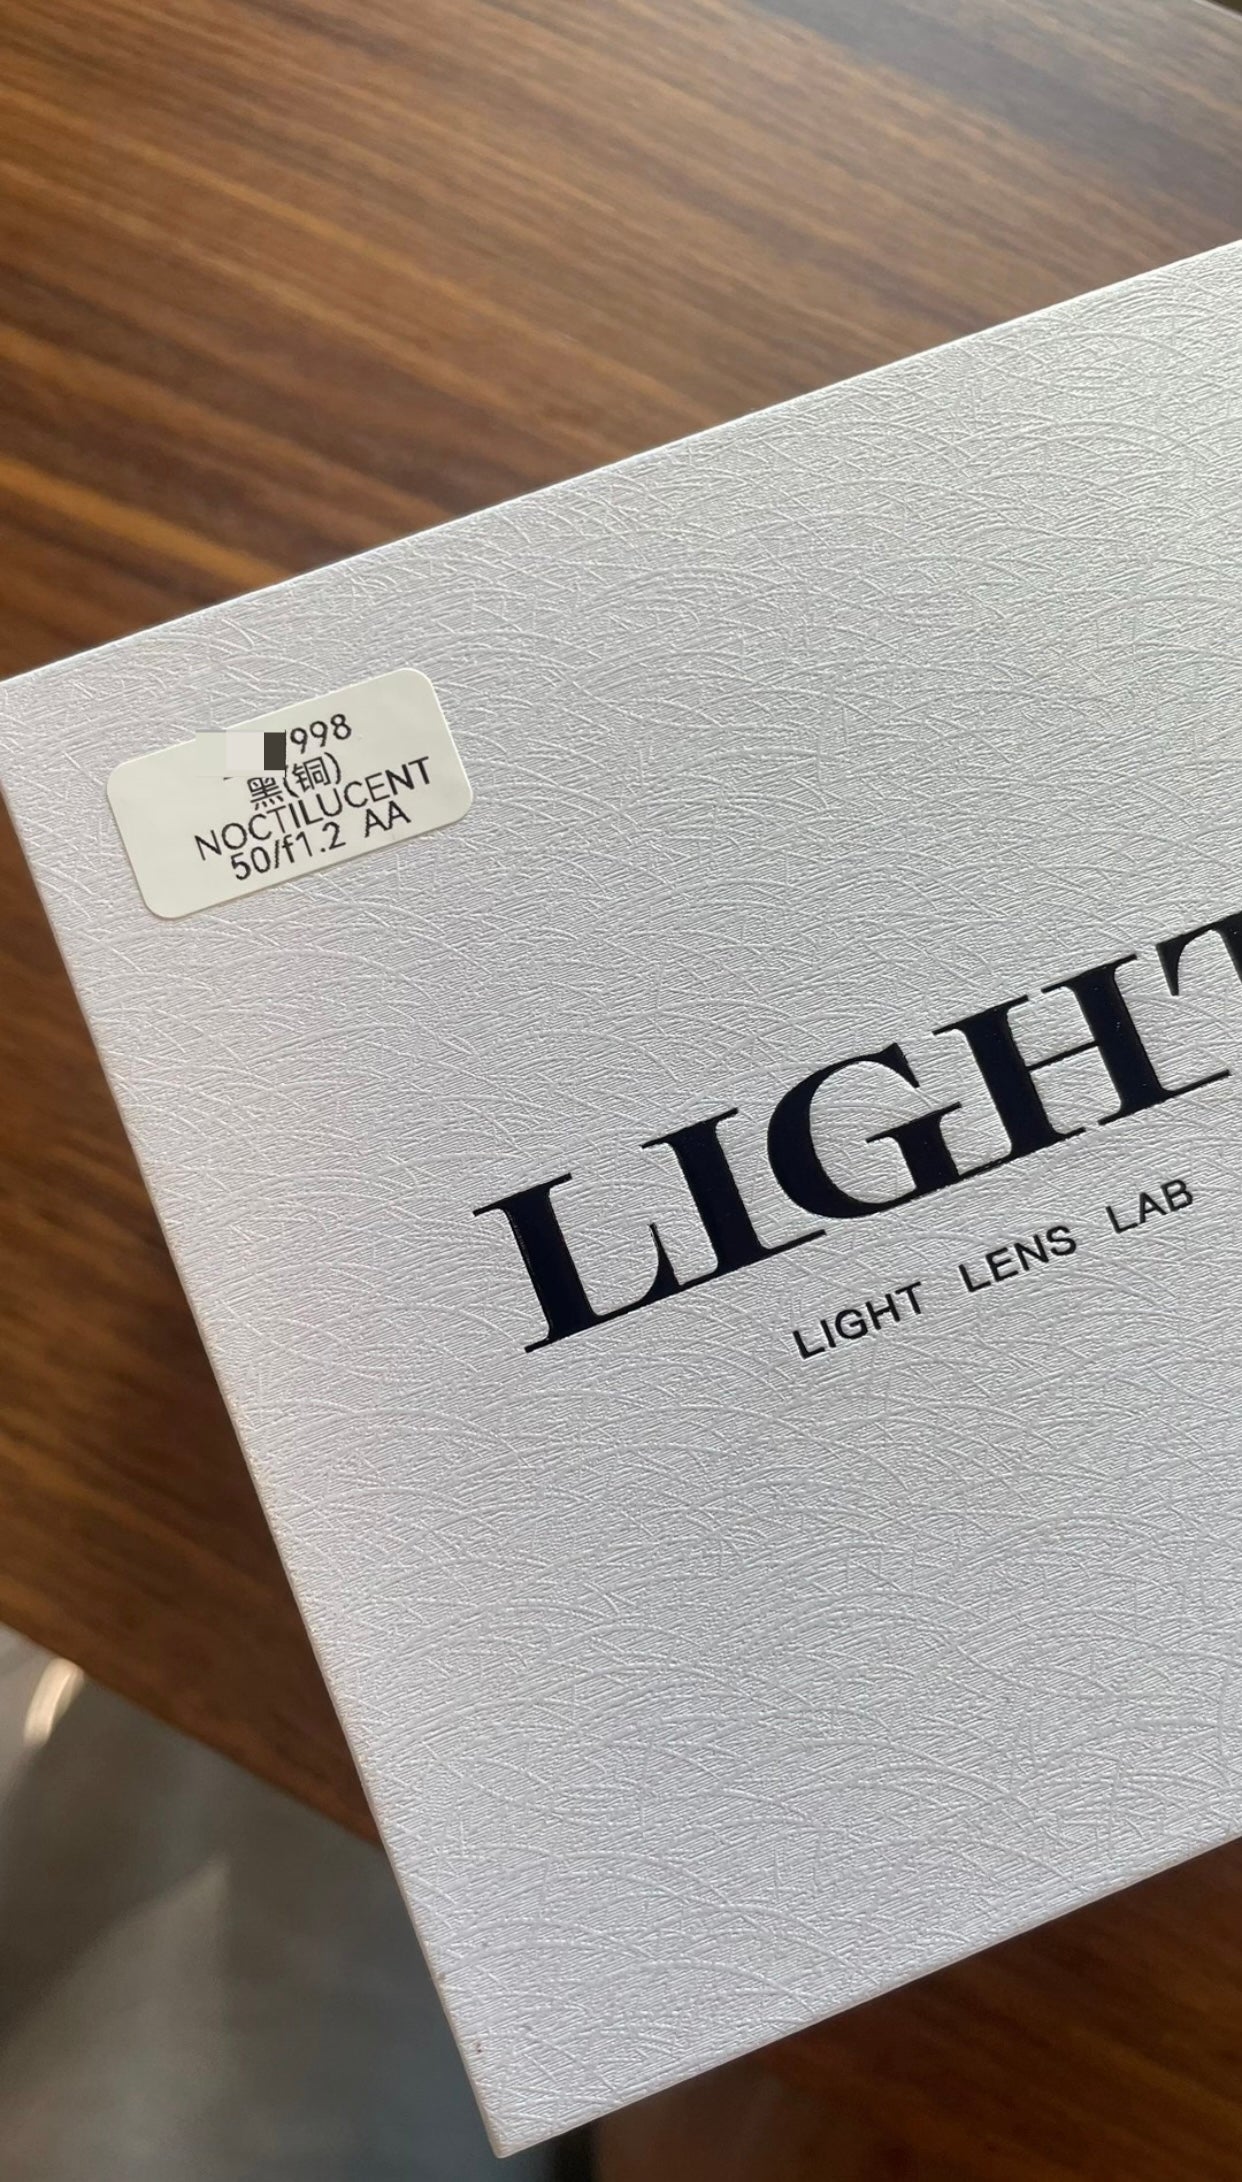 /998
黑(铜)
NOCTILUCENT
50/f1.2 AA
LIGHT
LIGHT LENS LAB